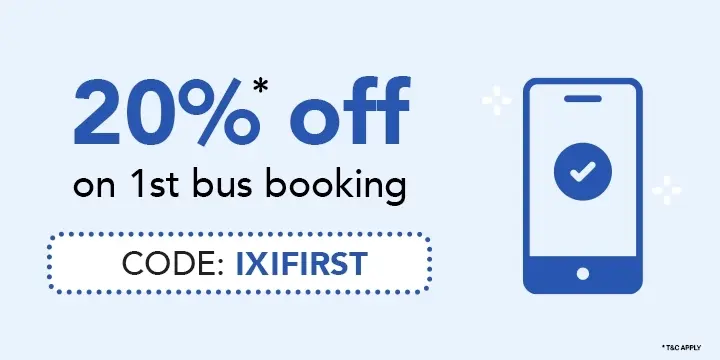 20%* off
on 1st bus booking
CODE: IXIFIRST
* T&C APPLY